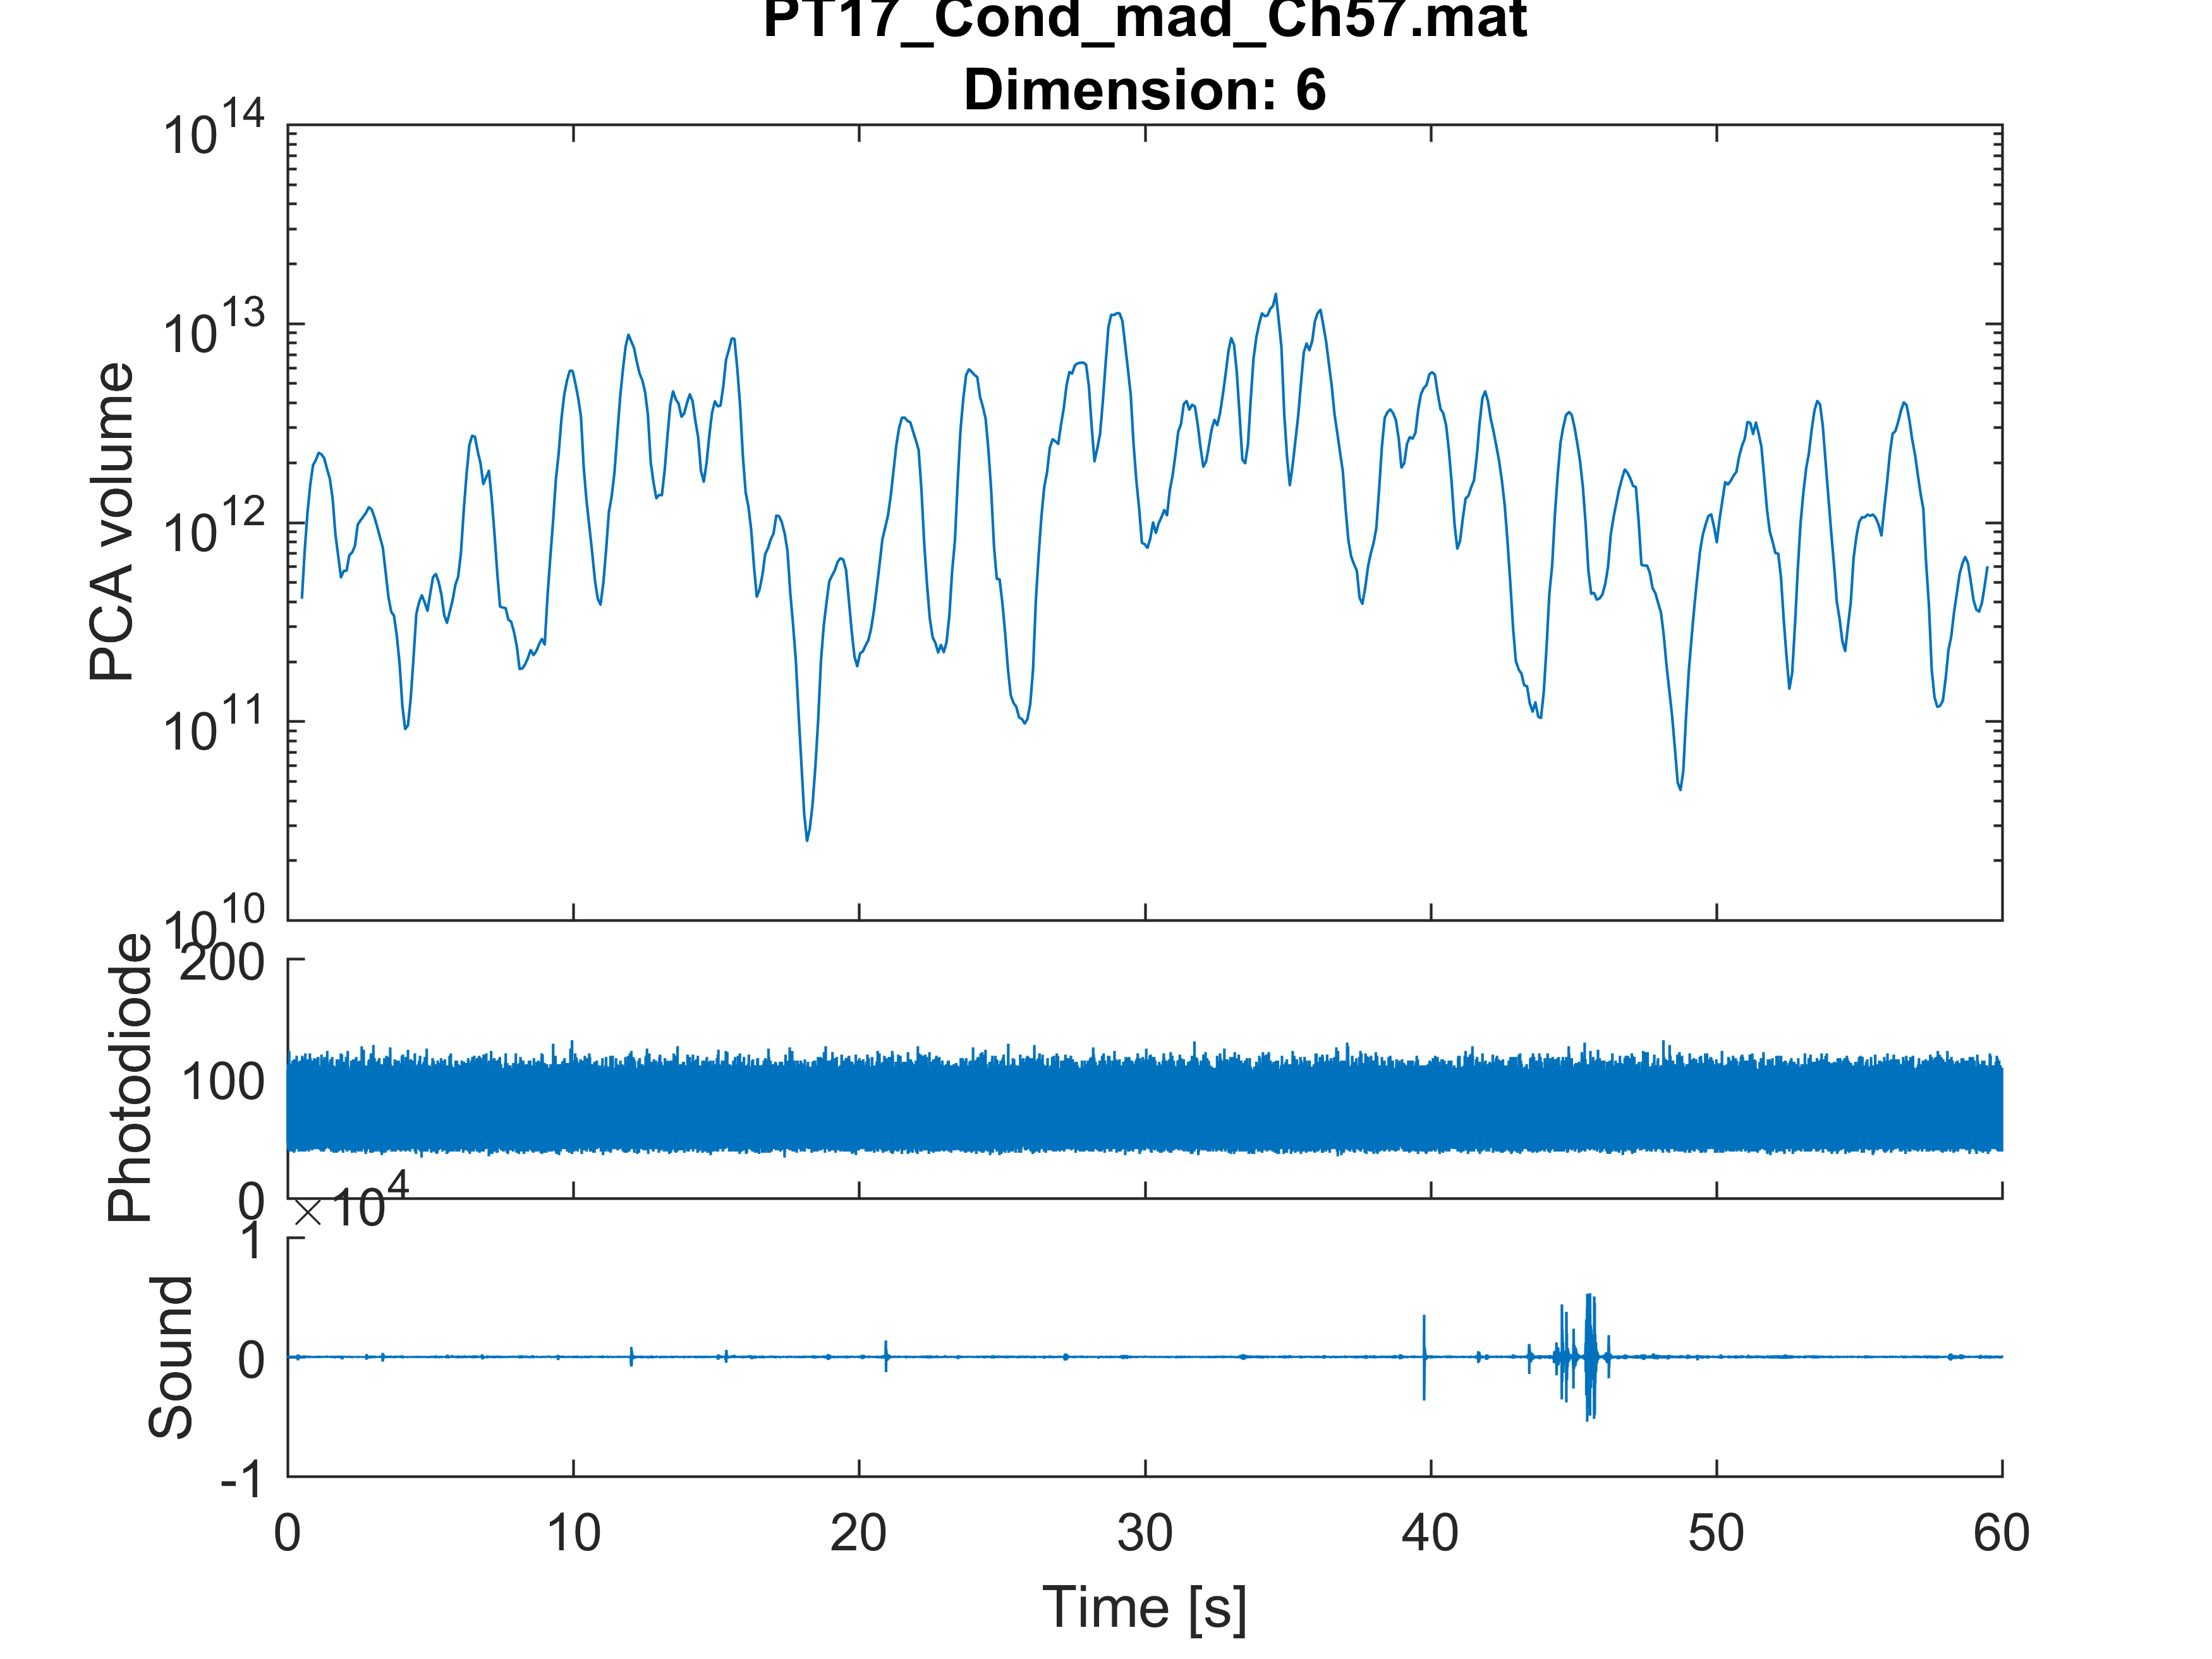 PT17_Cond_mad_Ch57.mat
Dimension: 6
10^14
10^13
10^12
10^11
10^10
PCA volume
200
100
0
Photodiode
×10^4
1
0
-1
Sound
0 10 20 30 40 50 60
Time [s]